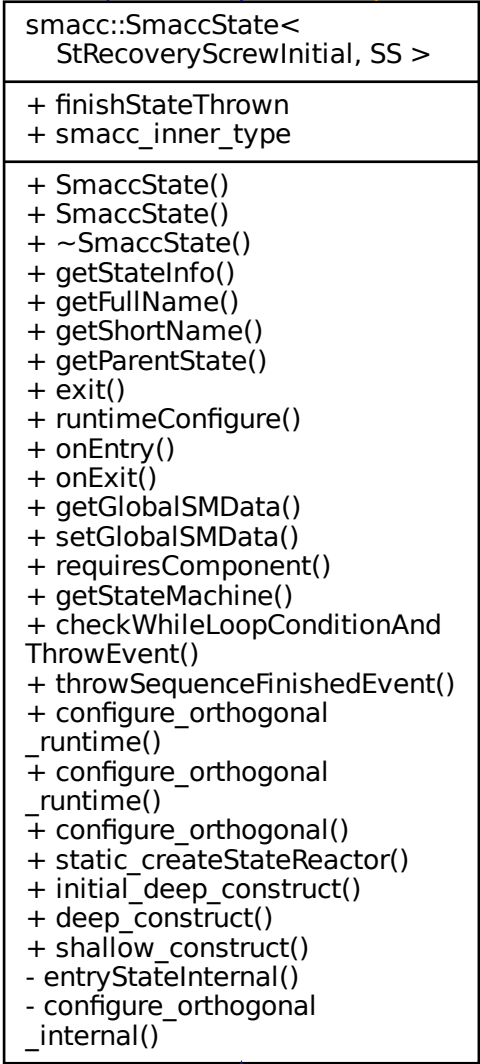 smacc::SmaccState<
StRecoveryScrewInitial, SS >
+ finishStateThrown
+ smacc_inner_type
+ SmaccState()
+ SmaccState()
+ ~SmaccState()
+ getStateInfo()
+ getFullName()
+ getShortName()
+ getParentState()
+ exit()
+ runtimeConfigure()
+ onEntry()
+ onExit()
+ getGlobalSMData()
+ setGlobalSMData()
+ requiresComponent()
+ getStateMachine()
+ checkWhileLoopConditionAnd
ThrowEvent()
+ throwSequenceFinishedEvent()
+ configure_orthogonal
_runtime()
+ configure_orthogonal
_runtime()
+ configure_orthogonal()
+ static_createStateReactor()
+ initial_deep_construct()
+ deep_construct()
+ shallow_construct()
- entryStateInternal()
- configure_orthogonal
_internal()